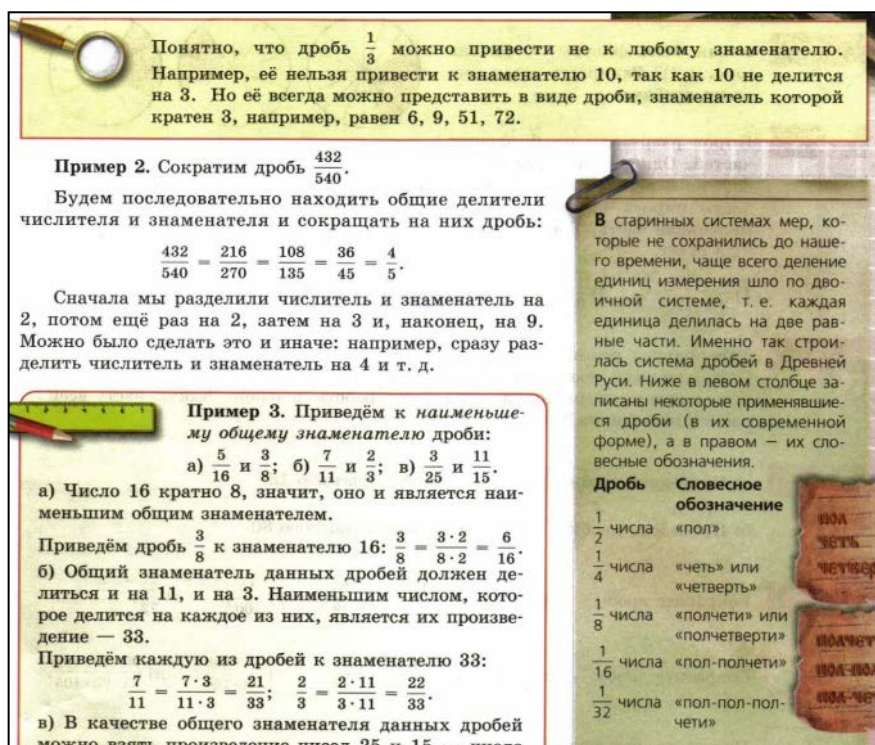 Понятно, что дробь 1/3 можно привести не к любому знаменателю.
Например, её нельзя привести к знаменателю 10, так как 10 не делится
на 3. Но её всегда можно представить в виде дроби, знаменатель которой
кратен 3, например, равен 6, 9, 51, 72.
Пример 2. Сократим дробь 432/540.
Будем последовательно находить общие делители
числителя и знаменателя и сокращать на них дробь:
432/540 = 216/270 = 108/135 = 36/45 = 4/5.
Сначала мы разделили числитель и знаменатель на
2, потом ещё раз на 2, затем на 3 и, наконец, на 9.
Можно было сделать это и иначе: например, сразу раз-
делить числитель и знаменатель на 4 и т. д.
Пример 3. Приведём к наименьше-
му общему знаменателю дроби:
а) 5/16 и 3/8; б) 7/11 и 2/3; в) 3/25 и 11/15.
а) Число 16 кратно 8, значит, оно и является наи-
меньшим общим знаменателем.
Приведём дробь 3/8 к знаменателю 16: 3/8 = 3·2/8·2 = 6/16.
б) Общий знаменатель данных дробей должен де-
литься и на 11, и на 3. Наименьшим числом, кото-
рое делится на каждое из них, является их произве-
дение — 33.
Приведём каждую из дробей к знаменателю 33:
7/11 = 7·3/11·3 = 21/33; 2/3 = 2·11/3·11 = 22/33.
в) В качестве общего знаменателя данных дробей
можно взять произведение чисел 25 и 15
В старинных системах мер, ко-
торые не сохранились до наше-
го времени, чаще всего деление
единиц измерения шло по дво-
ичной системе, т. е. каждая
единица делилась на две рав-
ные части. Именно так строи-
лась система дробей в Древней
Руси. Ниже в левом столбце за-
писаны некоторые применявшие-
ся дроби (в их современной
форме), а в правом — их сло-
весные обозначения.
Дробь Словесное
обозначение
1/2 числа «пол»
1/4 числа «четь» или
«четверть»
1/8 числа «полчети» или
«полчетверти»
1/16 числа «пол-полчети»
1/32 числа «пол-пол-пол-
чети»
ПОЛ
ЧЕТЬ